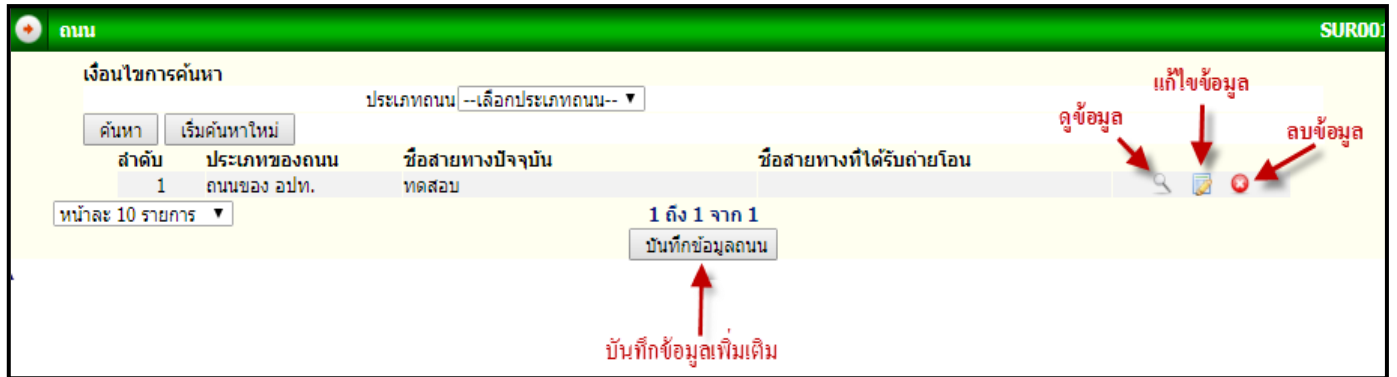 ถนน SUR001
เงื่อนไขการค้นหา
ประเภทถนน --เลือกประเภทถนน--
แก้ไขข้อมูล
ดูข้อมูล
ลบข้อมูล
ค้นหา เริ่มค้นหาใหม่
ลำดับ ประเภทของถนน ชื่อสายทางปัจจุบัน ชื่อสายทางที่ได้รับถ่ายโอน
1 ถนนของ อปท. ทดสอบ
หน้าละ 10 รายการ 1 ถึง 1 จาก 1
บันทึกข้อมูลถนน
บันทึกข้อมูลเพิ่มเติม